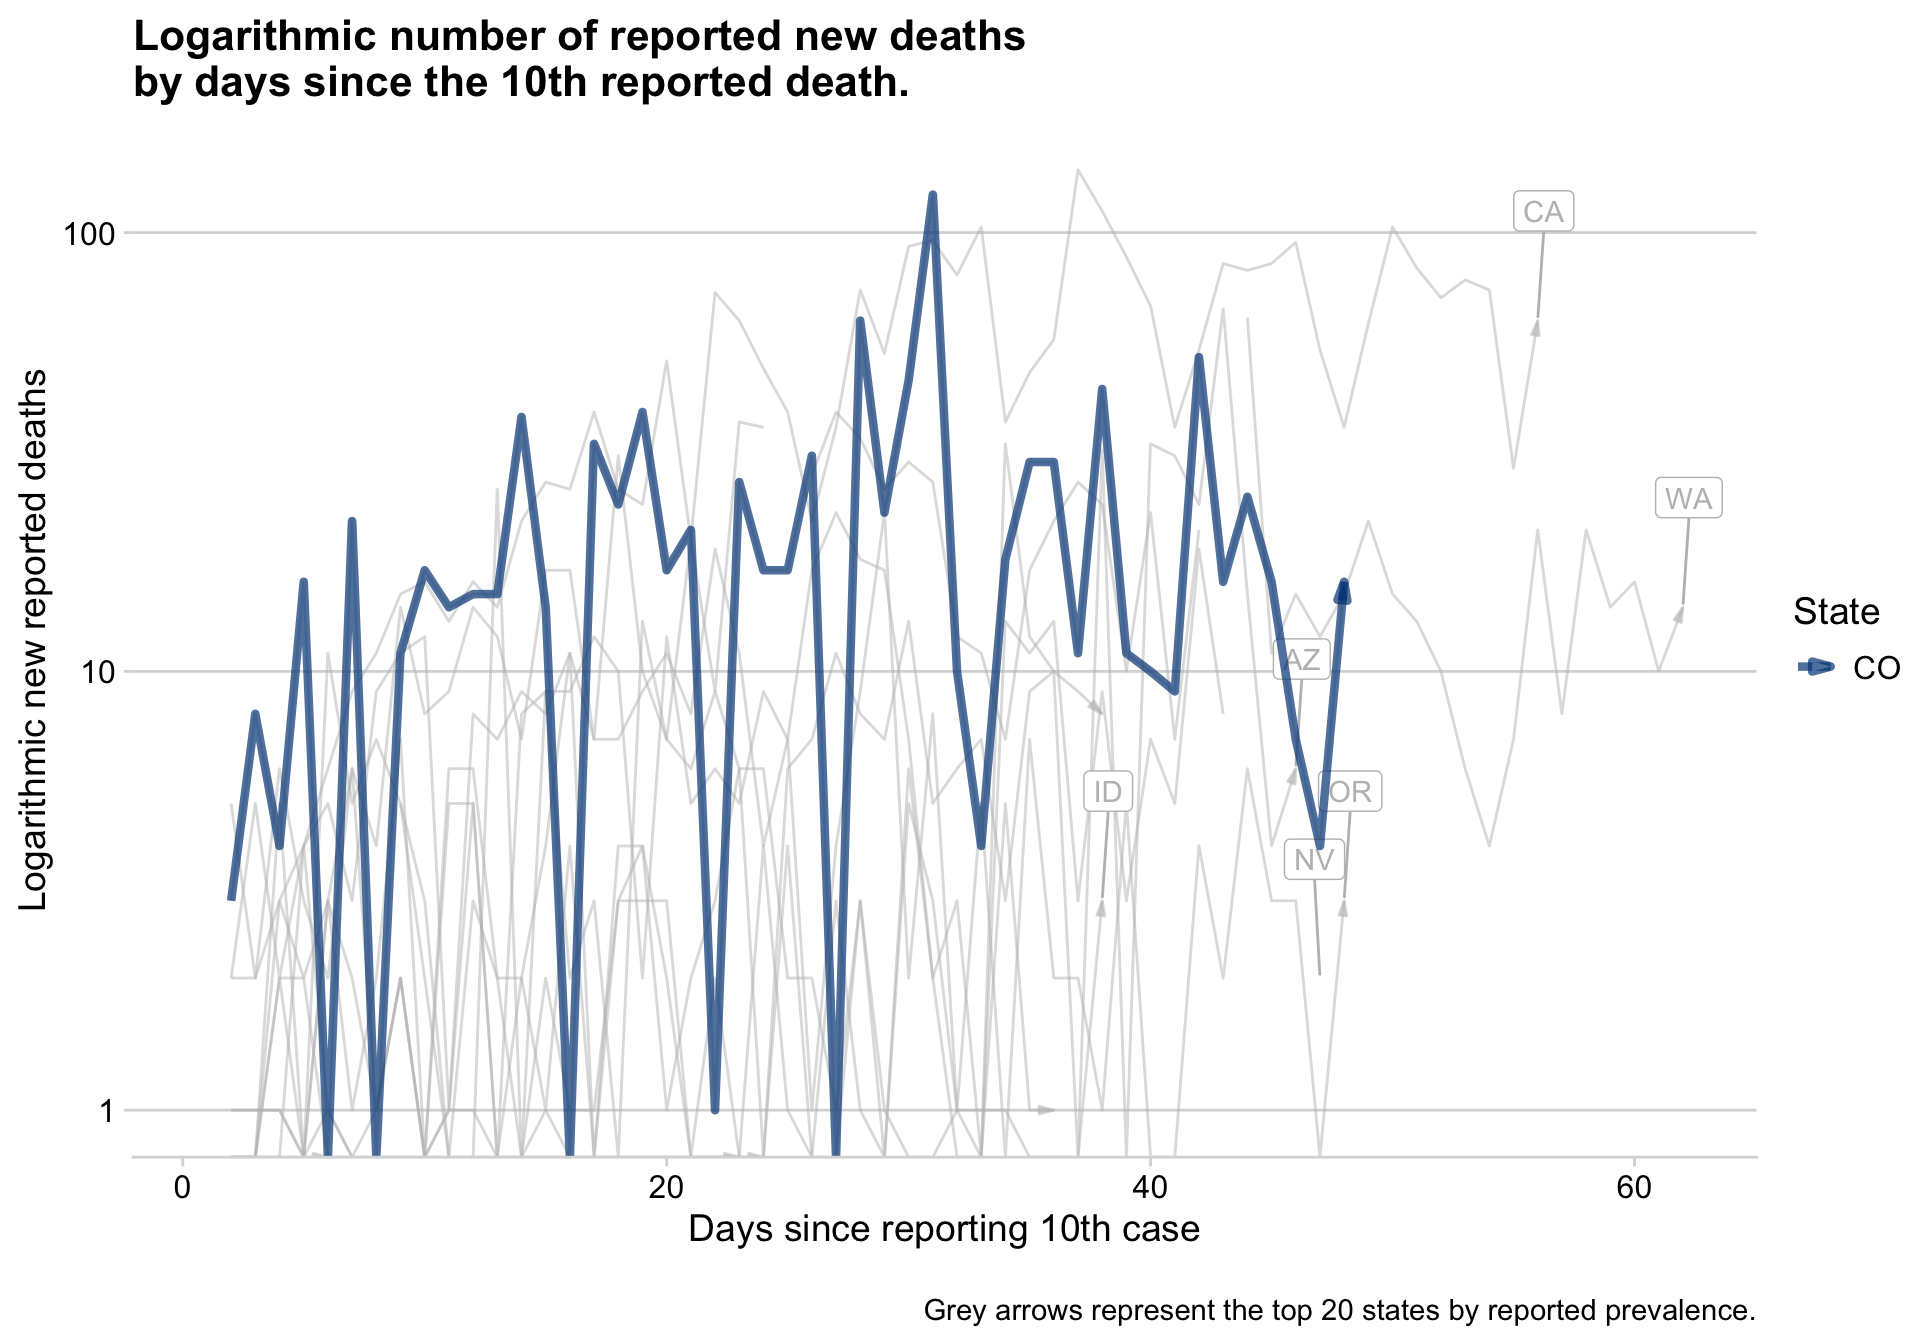 Logarithmic number of reported new deaths
by days since the 10th reported death.
Logarithmic new reported deaths
100
10
1
CA
WA
AZ
ID
OR
NV
State
CO
0 20 40 60
Days since reporting 10th case
Grey arrows represent the top 20 states by reported prevalence.